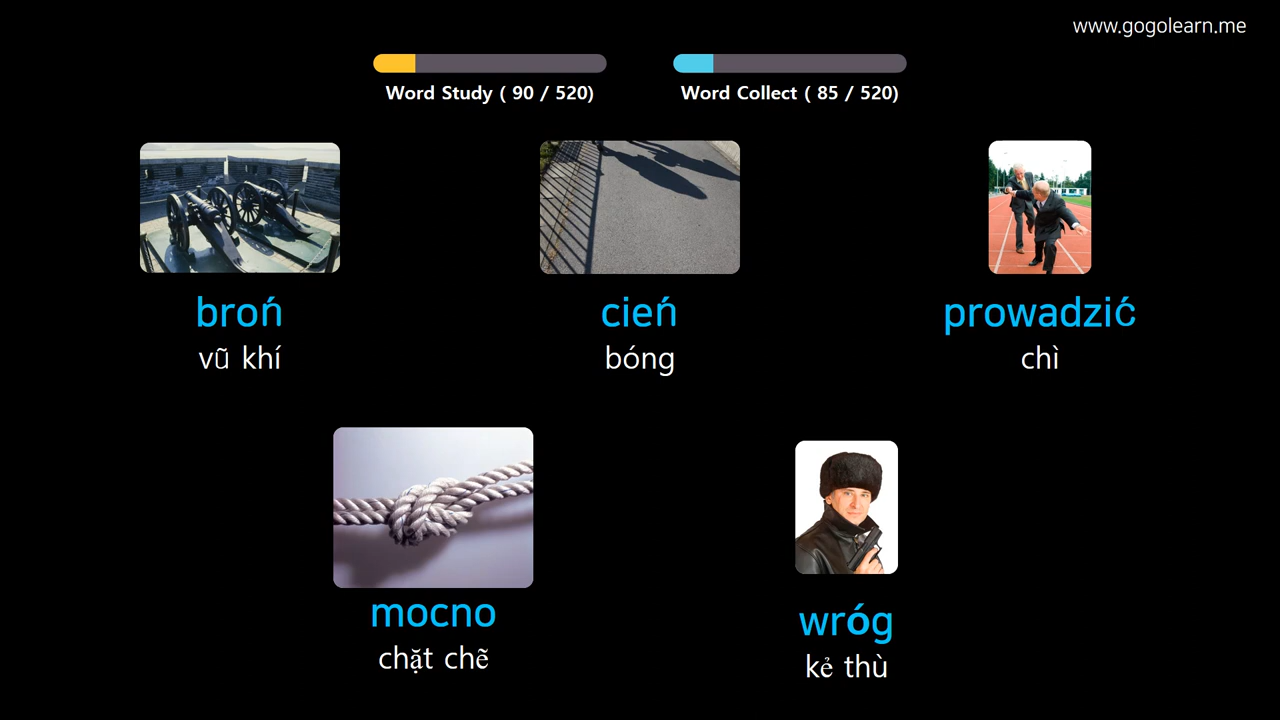 www.gogolearn.me
Word Study ( 90 / 520)
Word Collect ( 85 / 520)
broń
vũ khí
cień
bóng
prowadzić
chì
mocno
chặt chẽ
wróg
kẻ thù